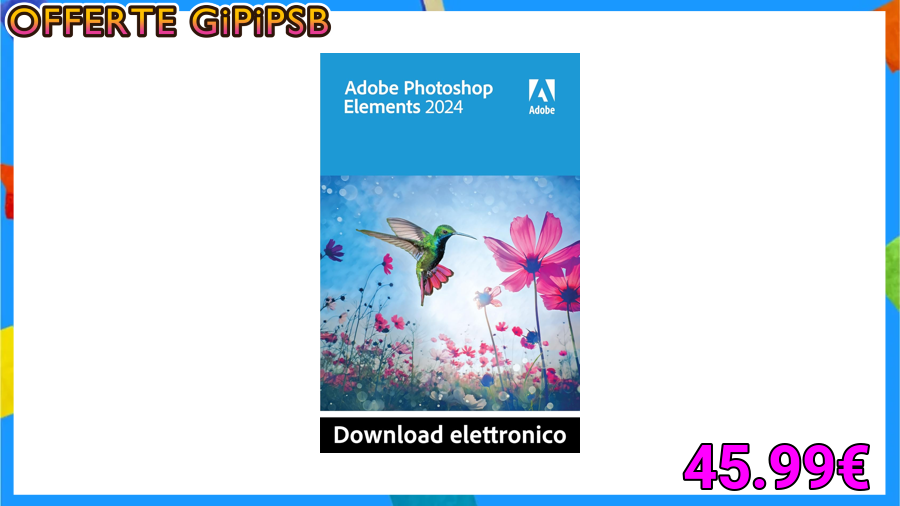 OFFERTE GiPiPSB
Adobe Photoshop
Elements 2024
Adobe
Download elettronico
45.99€